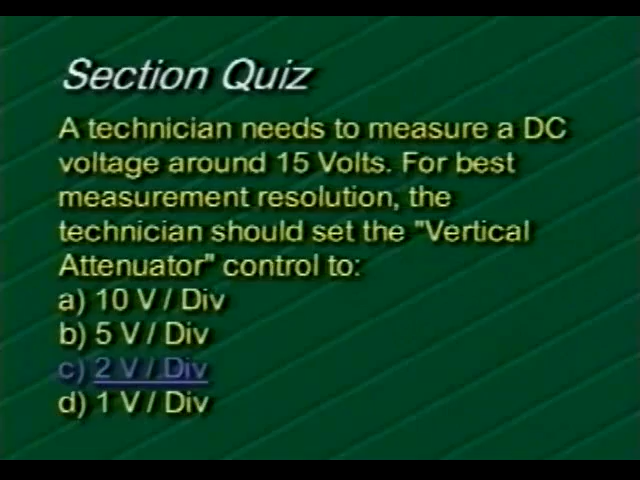 Section Quiz
A technician needs to measure a DC
voltage around 15 Volts. For best
measurement resolution, the
technician should set the "Vertical
Attenuator" control to:
a) 10 V / Div
b) 5 V / Div
c) 2 V / Div
d) 1 V / Div